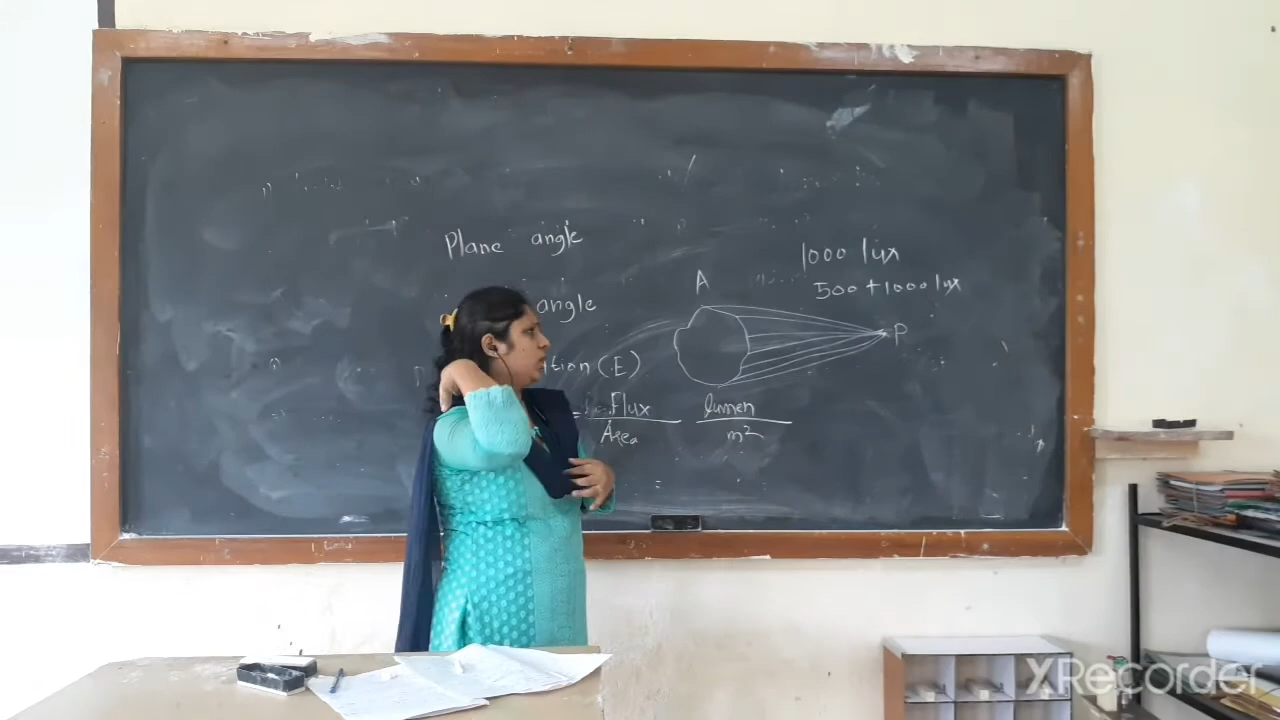 Plane angle
1000 lux
A
500 + 1000 lux
angle
P
tion (E)
= Flux / Area lumen / m²
XRecorder